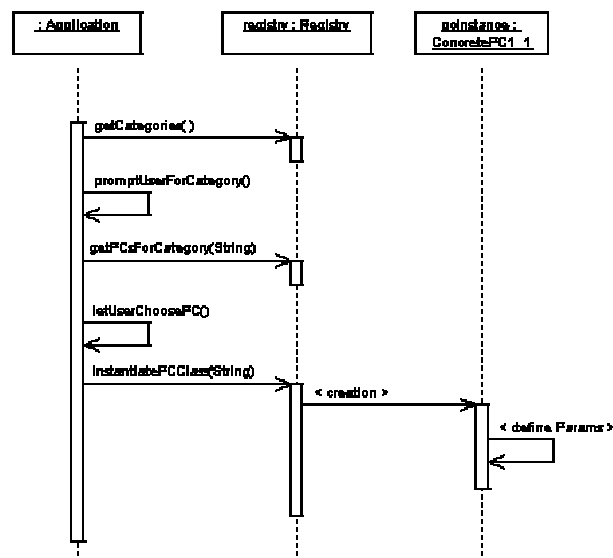 : Application
registry : Registry
pcinstance :
ConcretePC1_1
getCategories( )
promptUserForCategory()
getPCsForCategory(String)
letUserChoosePC()
instantiatePCClass(String)
< creation >
< define Params >